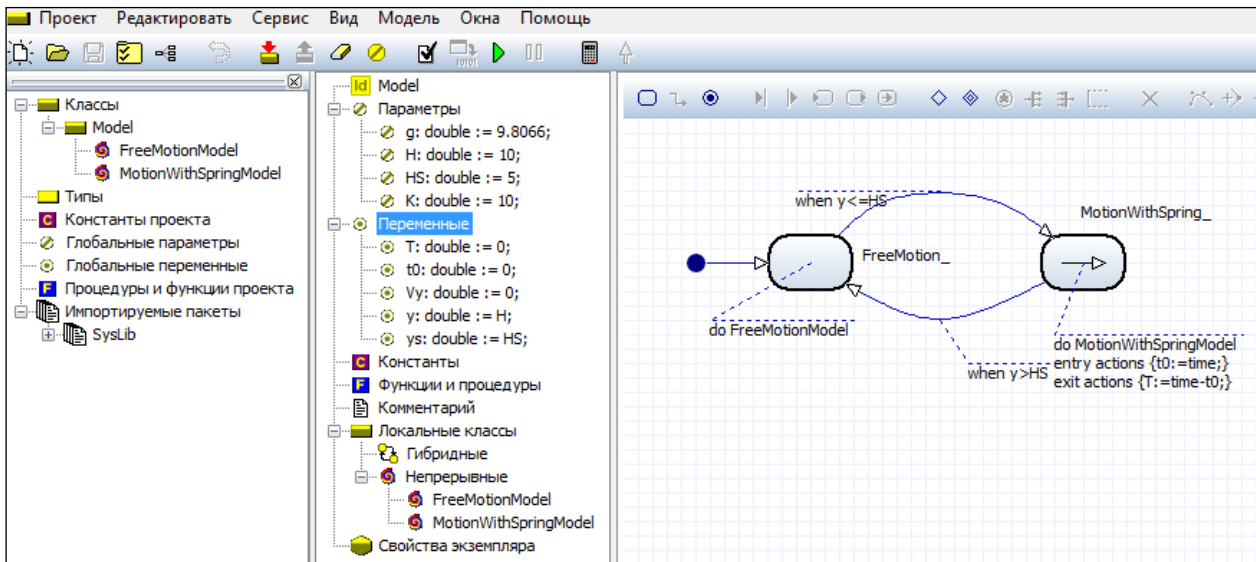 Проект Редактировать Сервис Вид Модель Окна Помощь
Классы
Model
FreeMotionModel
MotionWithSpringModel
Типы
C Константы проекта
Глобальные параметры
Глобальные переменные
F Процедуры и функции проекта
Импортируемые пакеты
SysLib
Id Model
Параметры
g: double := 9.8066;
H: double := 10;
HS: double := 5;
K: double := 10;
Переменные
T: double := 0;
t0: double := 0;
Vy: double := 0;
y: double := H;
ys: double := HS;
C Константы
F Функции и процедуры
Комментарий
Локальные классы
Гибридные
Непрерывные
FreeMotionModel
MotionWithSpringModel
Свойства экземпляра
when y<=HS
MotionWithSpring_
FreeMotion_
do FreeMotionModel
when y>HS
do MotionWithSpringModel
entry actions {t0:=time;}
exit actions {T:=time-t0;}